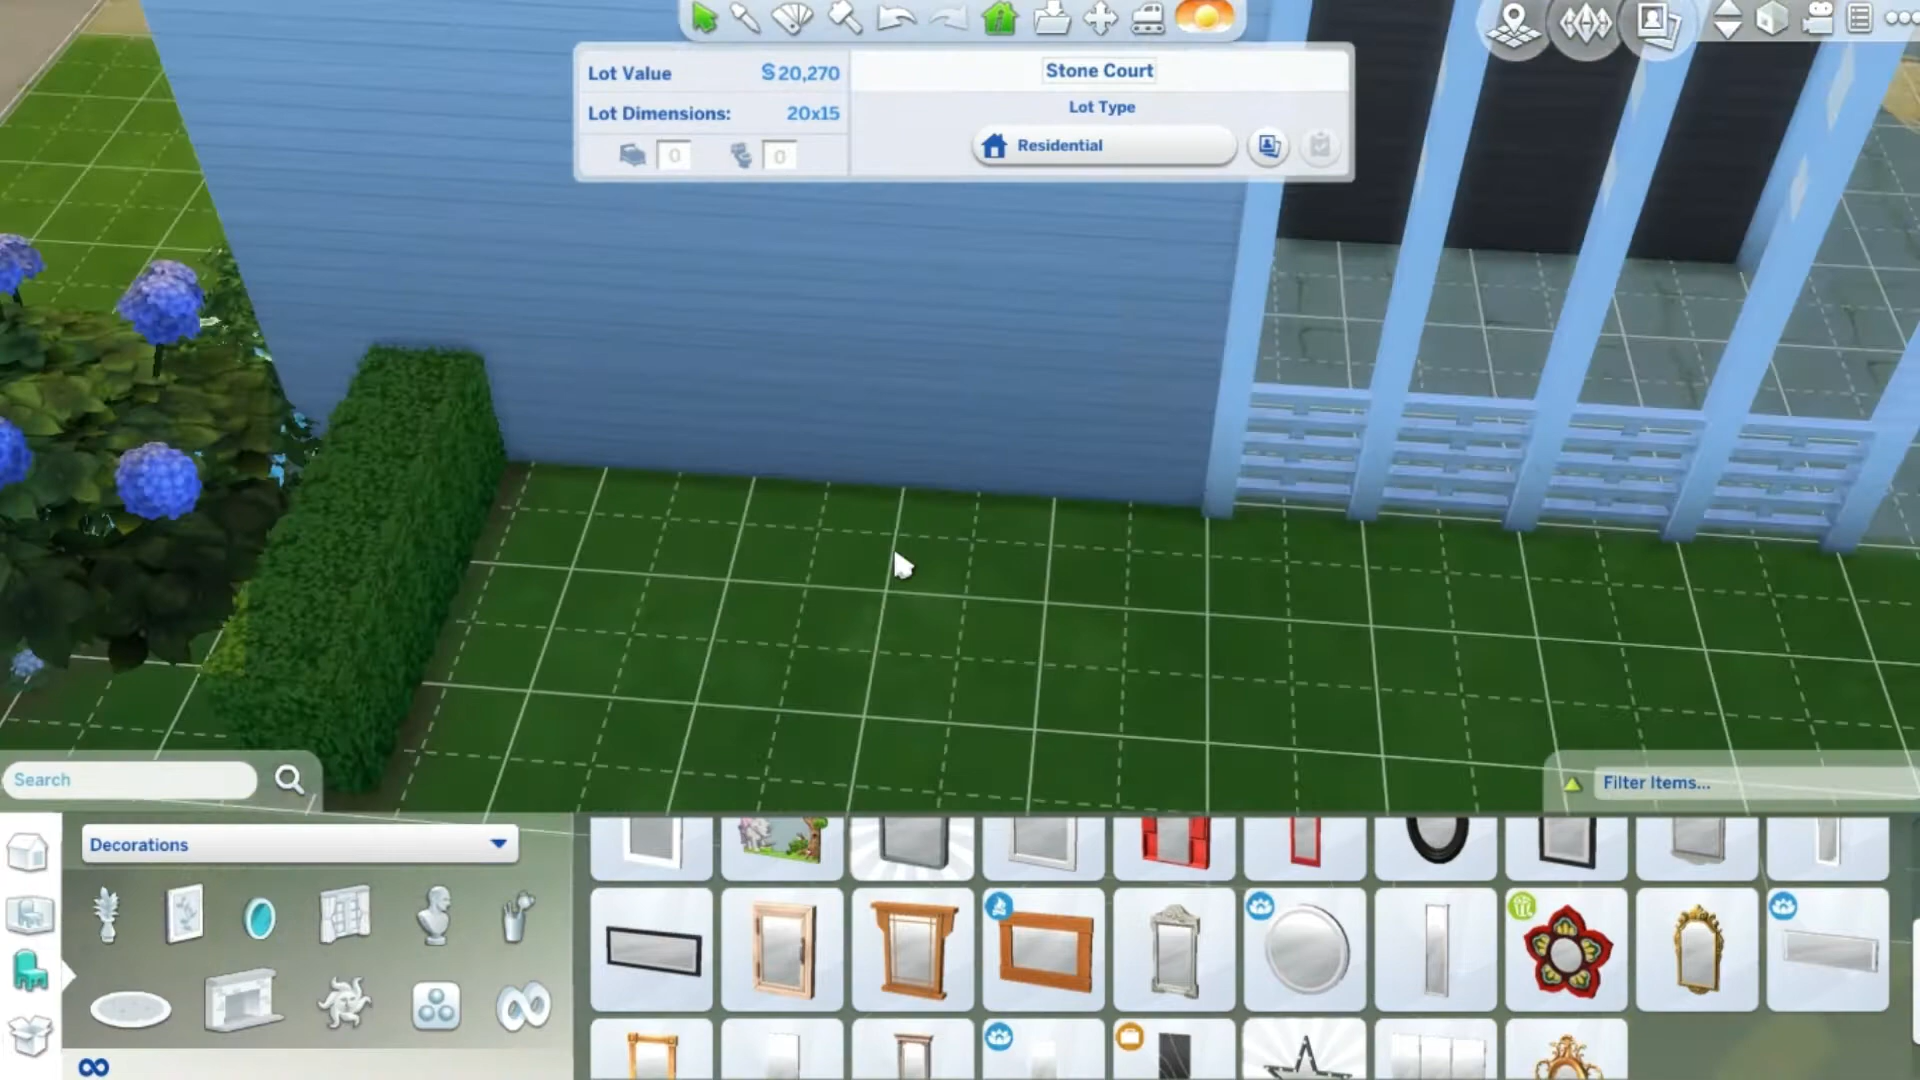 Lot Value
§20,270
Stone Court
Lot Type
Lot Dimensions:
20x15
Residential
0
0
Search
Filter Items...
Decorations